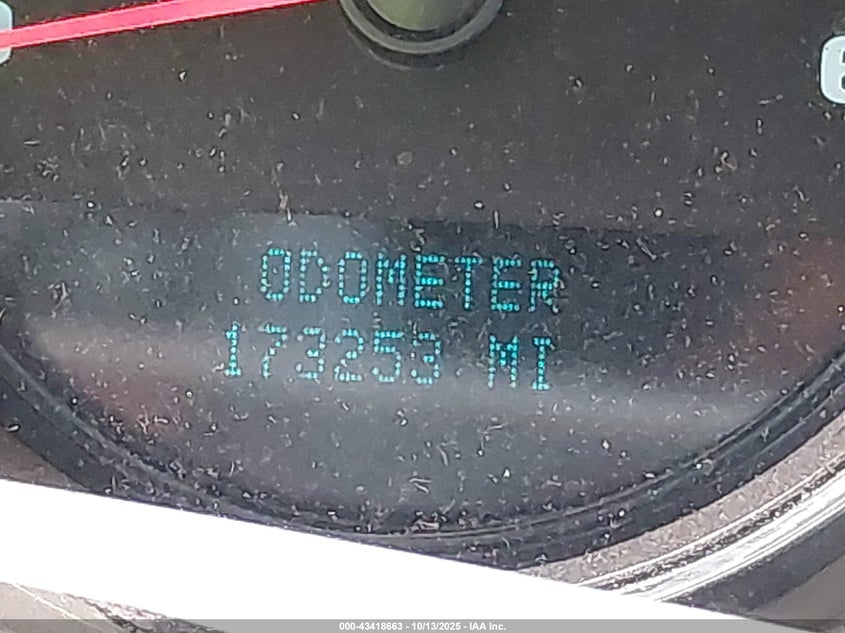 ODOMETER
173253 MI
000-43418663 - 10/13/2025 - IAA Inc.